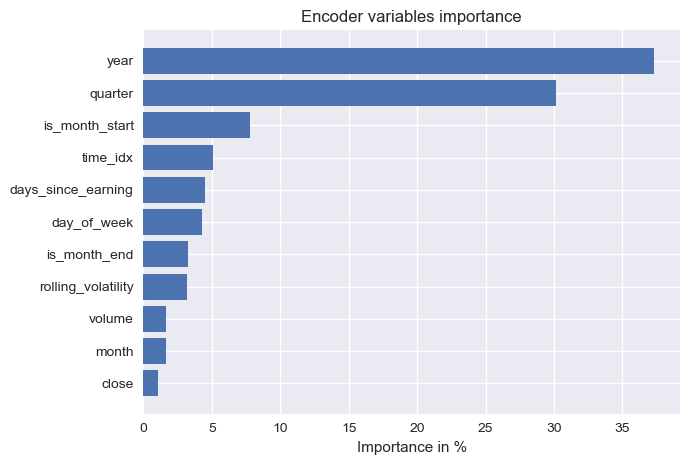 Encoder variables importance
year
quarter
is_month_start
time_idx
days_since_earning
day_of_week
is_month_end
rolling_volatility
volume
month
close
0 5 10 15 20 25 30 35
Importance in %